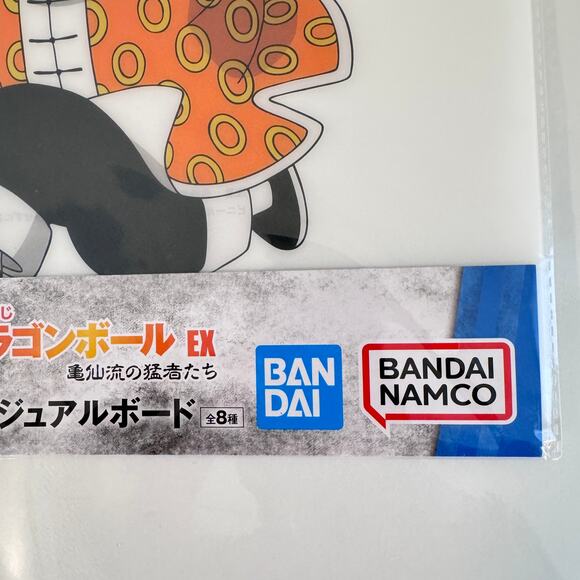 じ
ラゴンボール EX
亀仙流の猛者たち
ジュアルボード 全8種
BAN
DAI
BANDAI
NAMCO